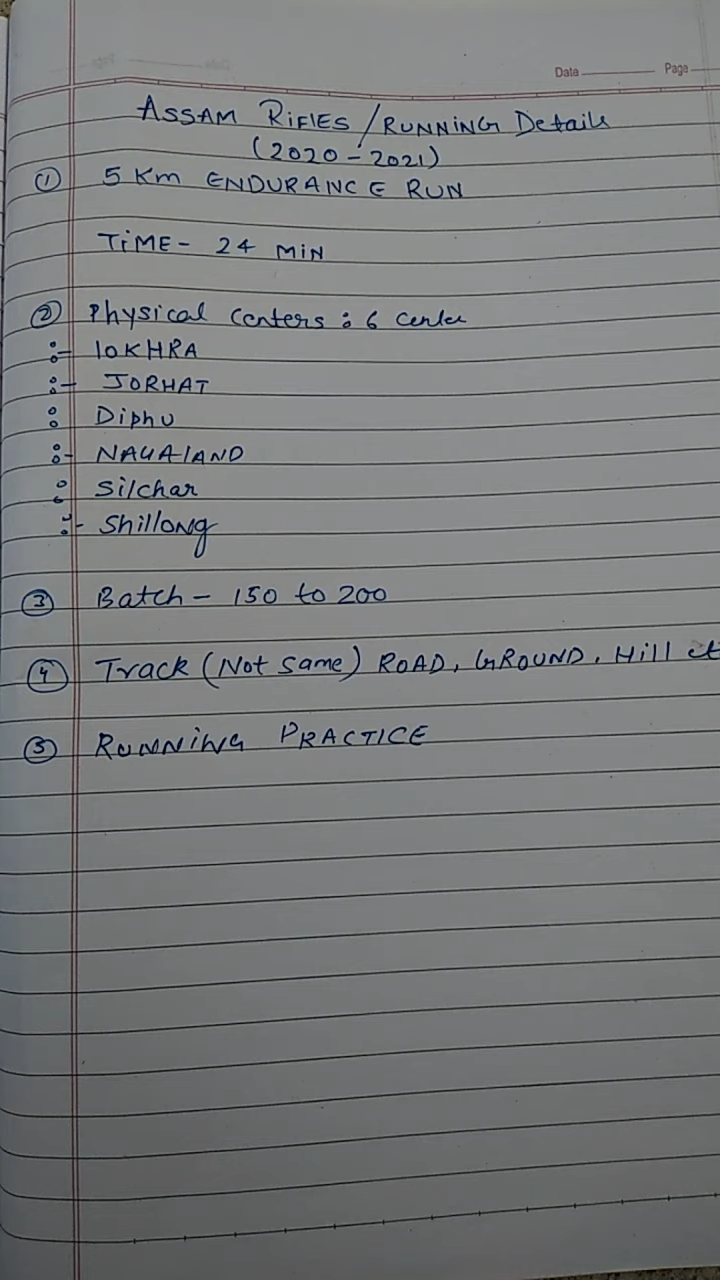 Date Page
ASSAM RIFLES / RUNNING Details
(2020-2021)
① 5 Km ENDURANCE RUN
TiME - 24 MiN
② Physical Centers : 6 Center
:- lOKHRA
:- JORHAT
: Diphu
:- NAGAlAND
: Silchar
:- Shillong
③ Batch - 150 to 200
④ Track (Not same) ROAD, GROUND, Hill et
⑤ RUNNiNG PRACTICE